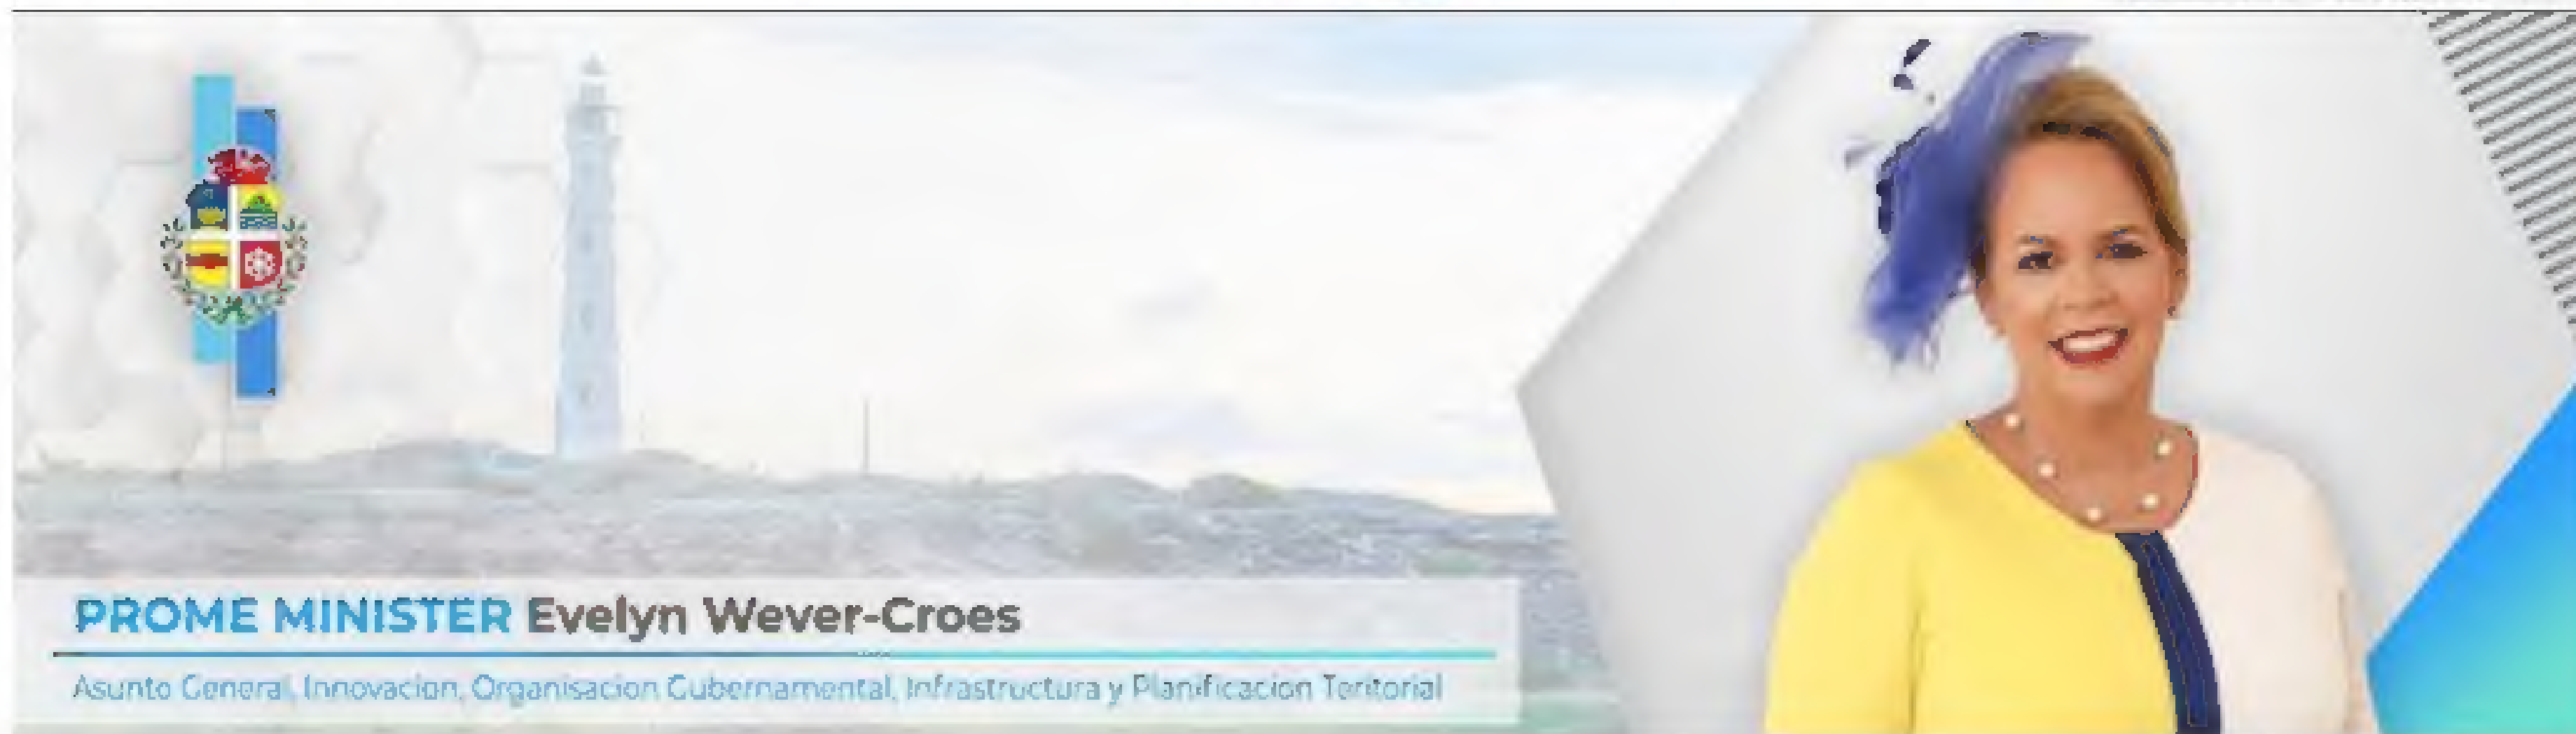 PROME MINISTER Evelyn Wever-Croes
Asunto General, Innovacion, Organisacion Gubernamental, Infrastructura y Planificacion Teritorial